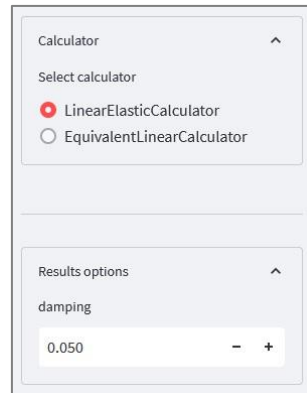 Calculator
Select calculator
LinearElasticCalculator
EquivalentLinearCalculator
Results options
damping
0.050 - +